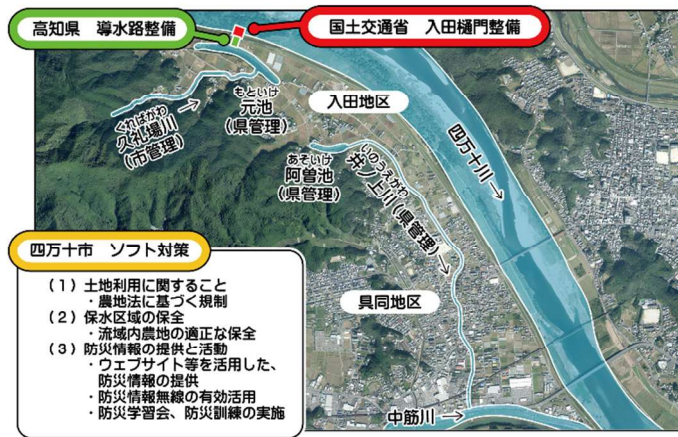 高知県 導水路整備
国土交通省 入田樋門整備
もといけ
元池
(県管理)
入田地区
くればがわ
久礼場川
(市管理)
あそいけ
阿曽池
(県管理)
いのうえがわ
井ノ上川(県管理)
四万十川
具同地区
中筋川
四万十市 ソフト対策
(1)土地利用に関すること
・農地法に基づく規制
(2)保水区域の保全
・流域内農地の適正な保全
(3)防災情報の提供と活動
・ウェブサイト等を活用した、
防災情報の提供
・防災情報無線の有効活用
・防災学習会、防災訓練の実施